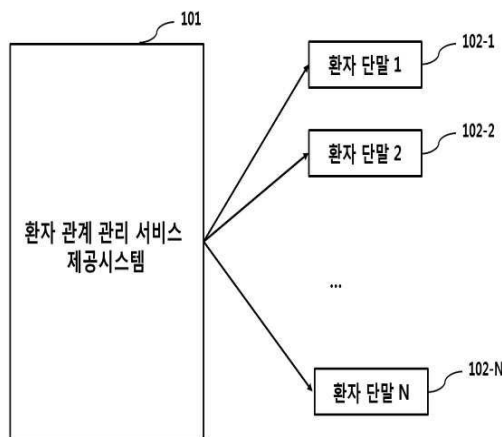 101
환자 단말 1
102-1
환자 단말 2
102-2
환자 관계 관리 서비스
제공시스템
...
환자 단말 N
102-N